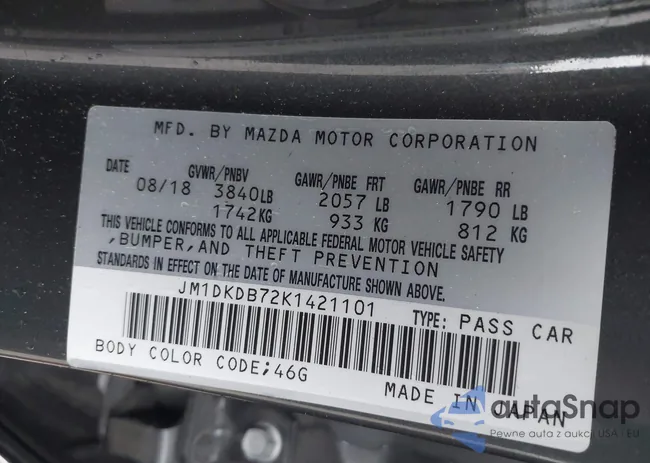 MFD. BY MAZDA MOTOR CORPORATION
DATE GVWR/PNBV GAWR/PNBE FRT GAWR/PNBE RR
08/18 3840LB 2057 LB 1790 LB
1742KG 933 KG 812 KG
THIS VEHICLE CONFORMS TO ALL APPLICABLE FEDERAL MOTOR VEHICLE SAFETY
,BUMPER,AND THEFT PREVENTION
STANDARDS IN EFFECT ON THE DATE OF MANUFACTURE SHOWN ABOVE.
JM1DKDB72K1421101 TYPE: PASS CAR
BODY COLOR CODE;46G
MADE IN JAPAN
autoSnap
Pewne auta z aukcji USA i EU